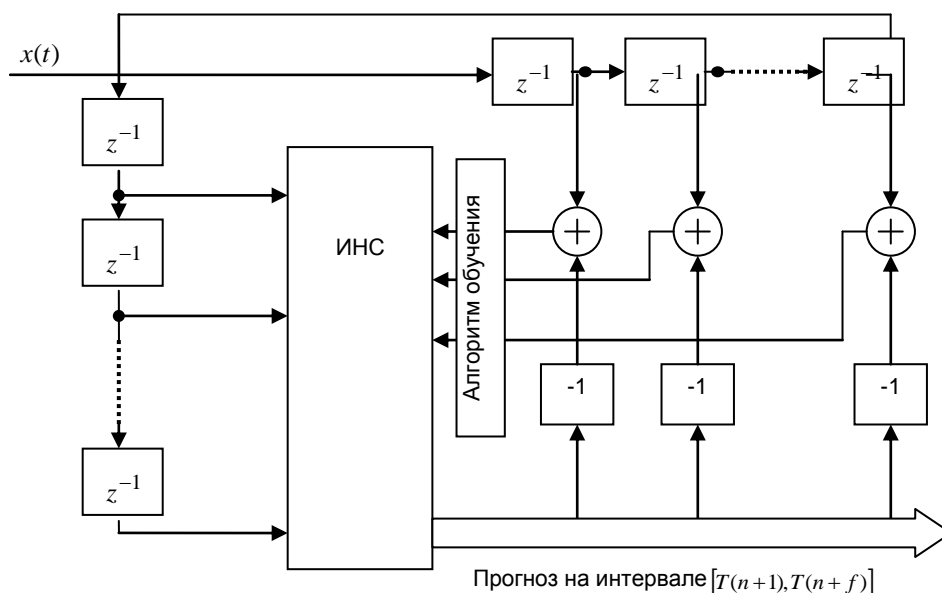 x(t)
z⁻¹ z⁻¹ z⁻¹
z⁻¹
z⁻¹
z⁻¹
ИНС
Алгоритм обучения
+ + +
-1 -1 -1
Прогноз на интервале [T(n+1),T(n+f)]